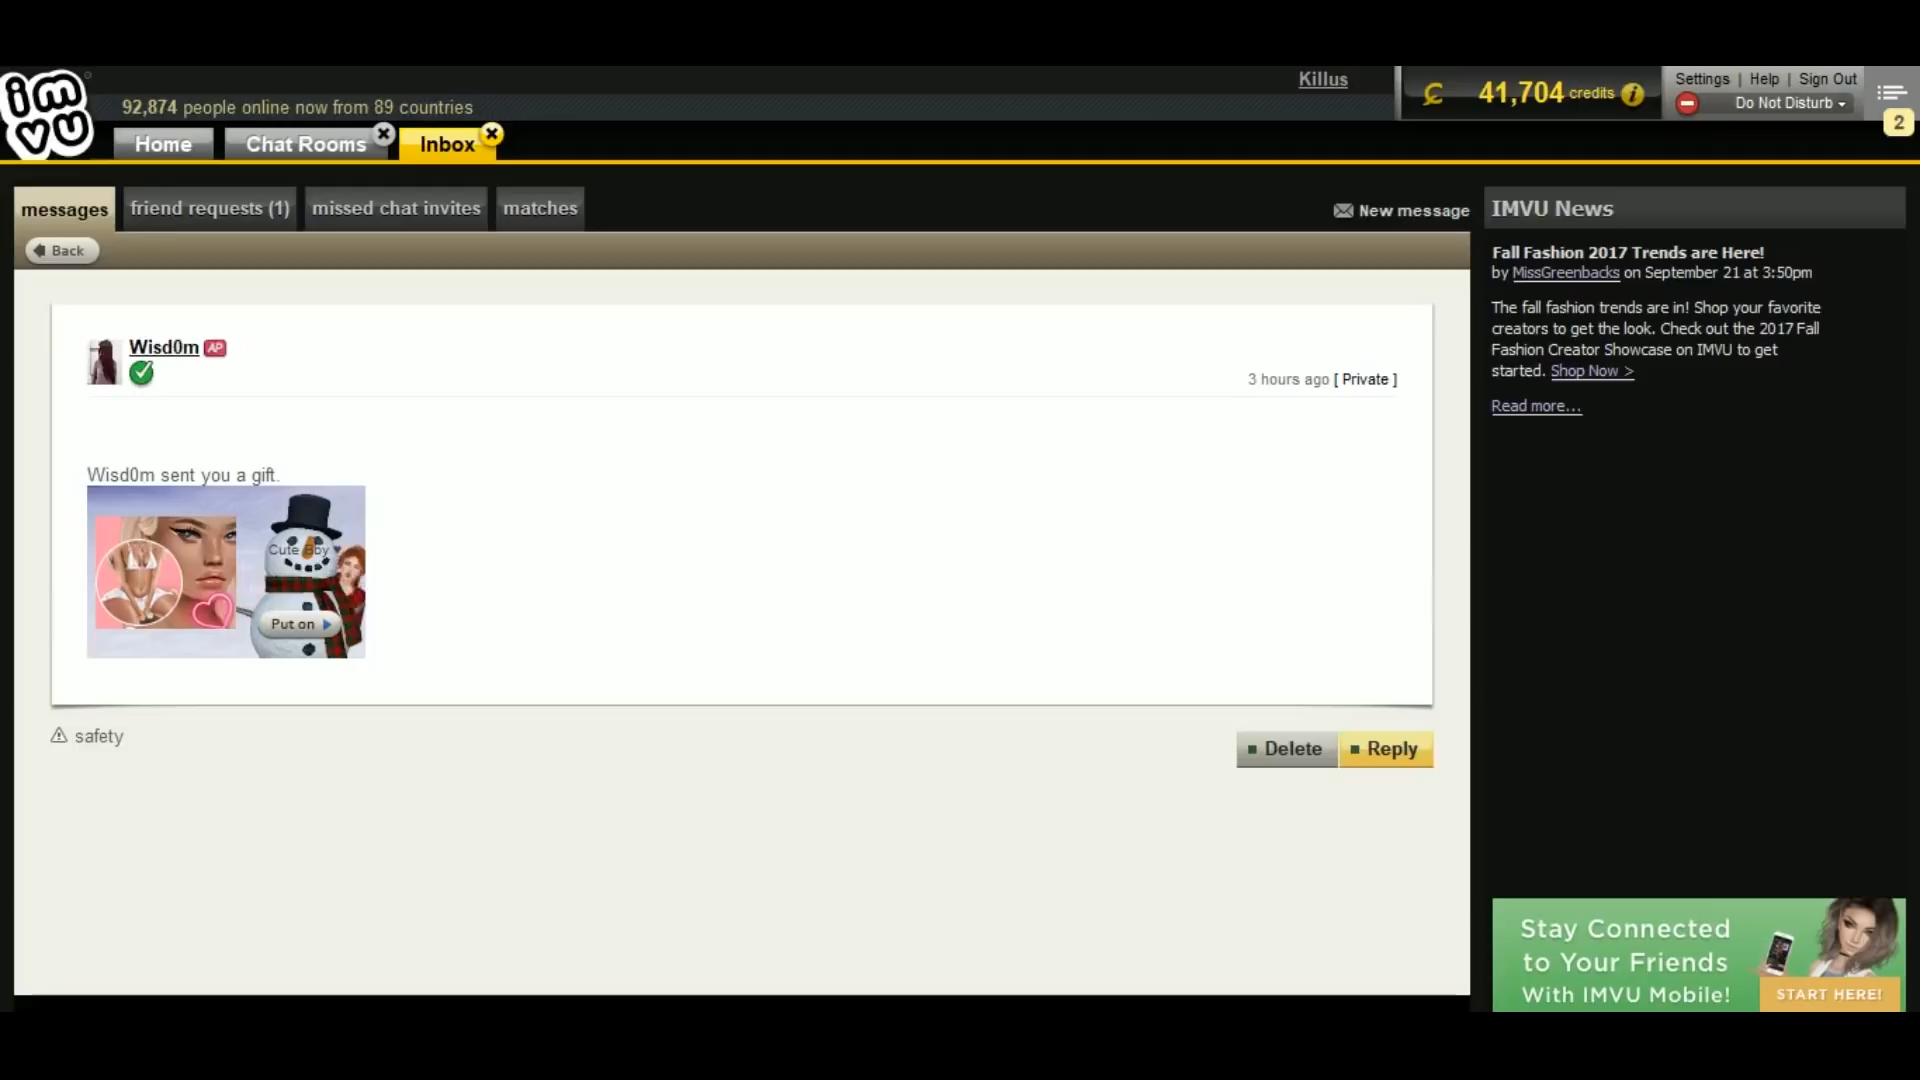 imvu
92,874 people online now from 89 countries
Killus
41,704 credits
Settings | Help | Sign Out
Do Not Disturb
2
Home
Chat Rooms
Inbox
messages
friend requests (1)
missed chat invites
matches
New message
Back
Wisd0m AP
3 hours ago [ Private ]
Wisd0m sent you a gift.
Cute Boy ♥
Put on
safety
Delete
Reply
IMVU News
Fall Fashion 2017 Trends are Here!
by MissGreenbacks on September 21 at 3:50pm
The fall fashion trends are in! Shop your favorite
creators to get the look. Check out the 2017 Fall
Fashion Creator Showcase on IMVU to get
started. Shop Now >
Read more...
Stay Connected
to Your Friends
With IMVU Mobile!
START HERE!